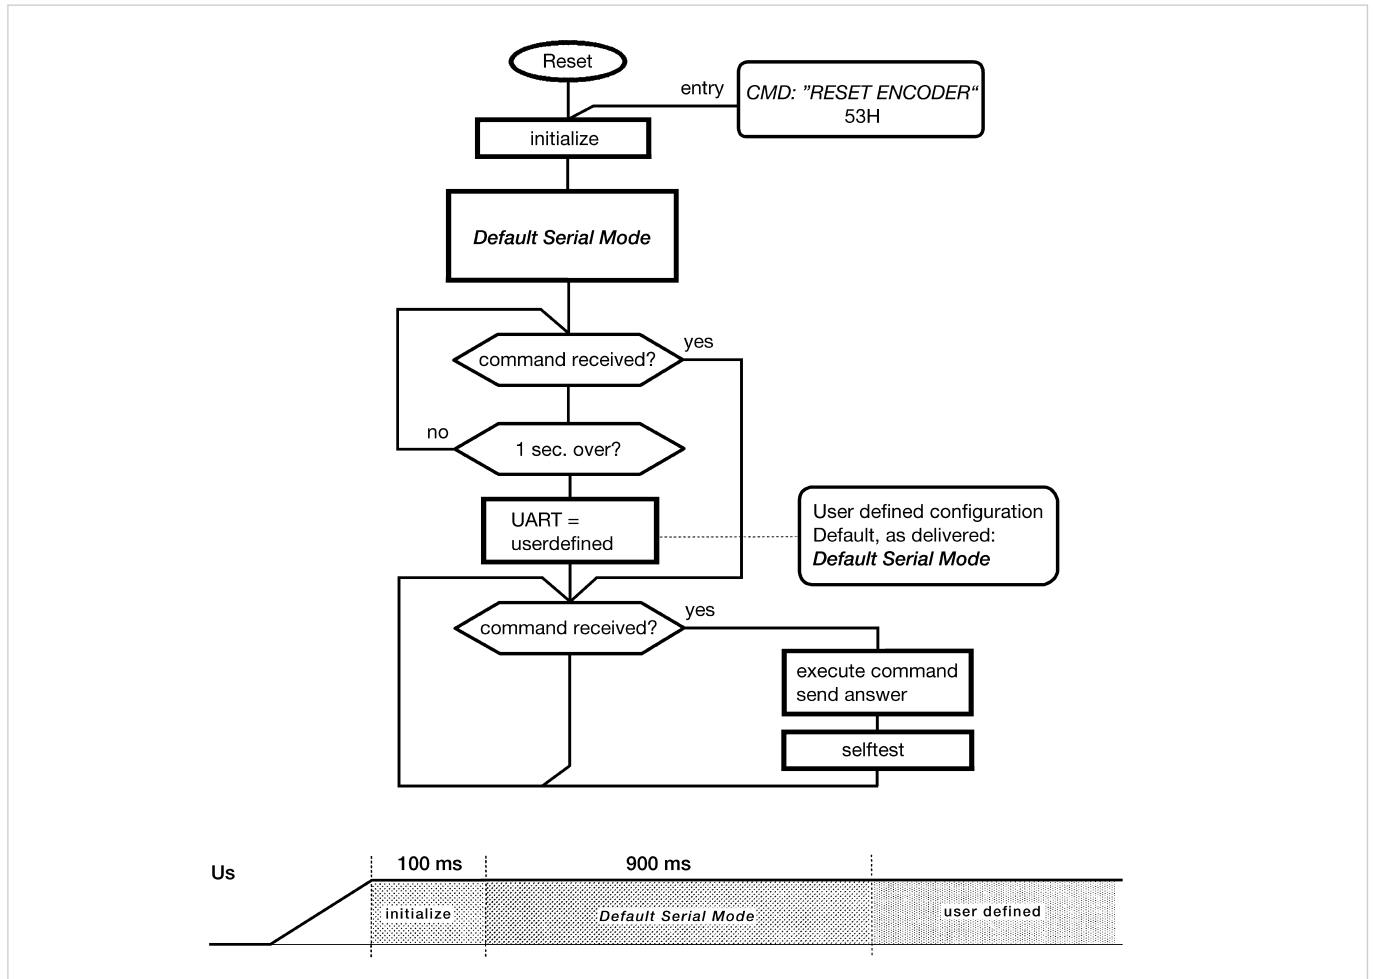 Reset
entry
CMD: ”RESET ENCODER“
53H
initialize
Default Serial Mode
yes
command received?
no
1 sec. over?
UART =
userdefined
User defined configuration
Default, as delivered:
Default Serial Mode
yes
command received?
execute command
send answer
selftest
Us
100 ms
900 ms
initialize
Default Serial Mode
user defined